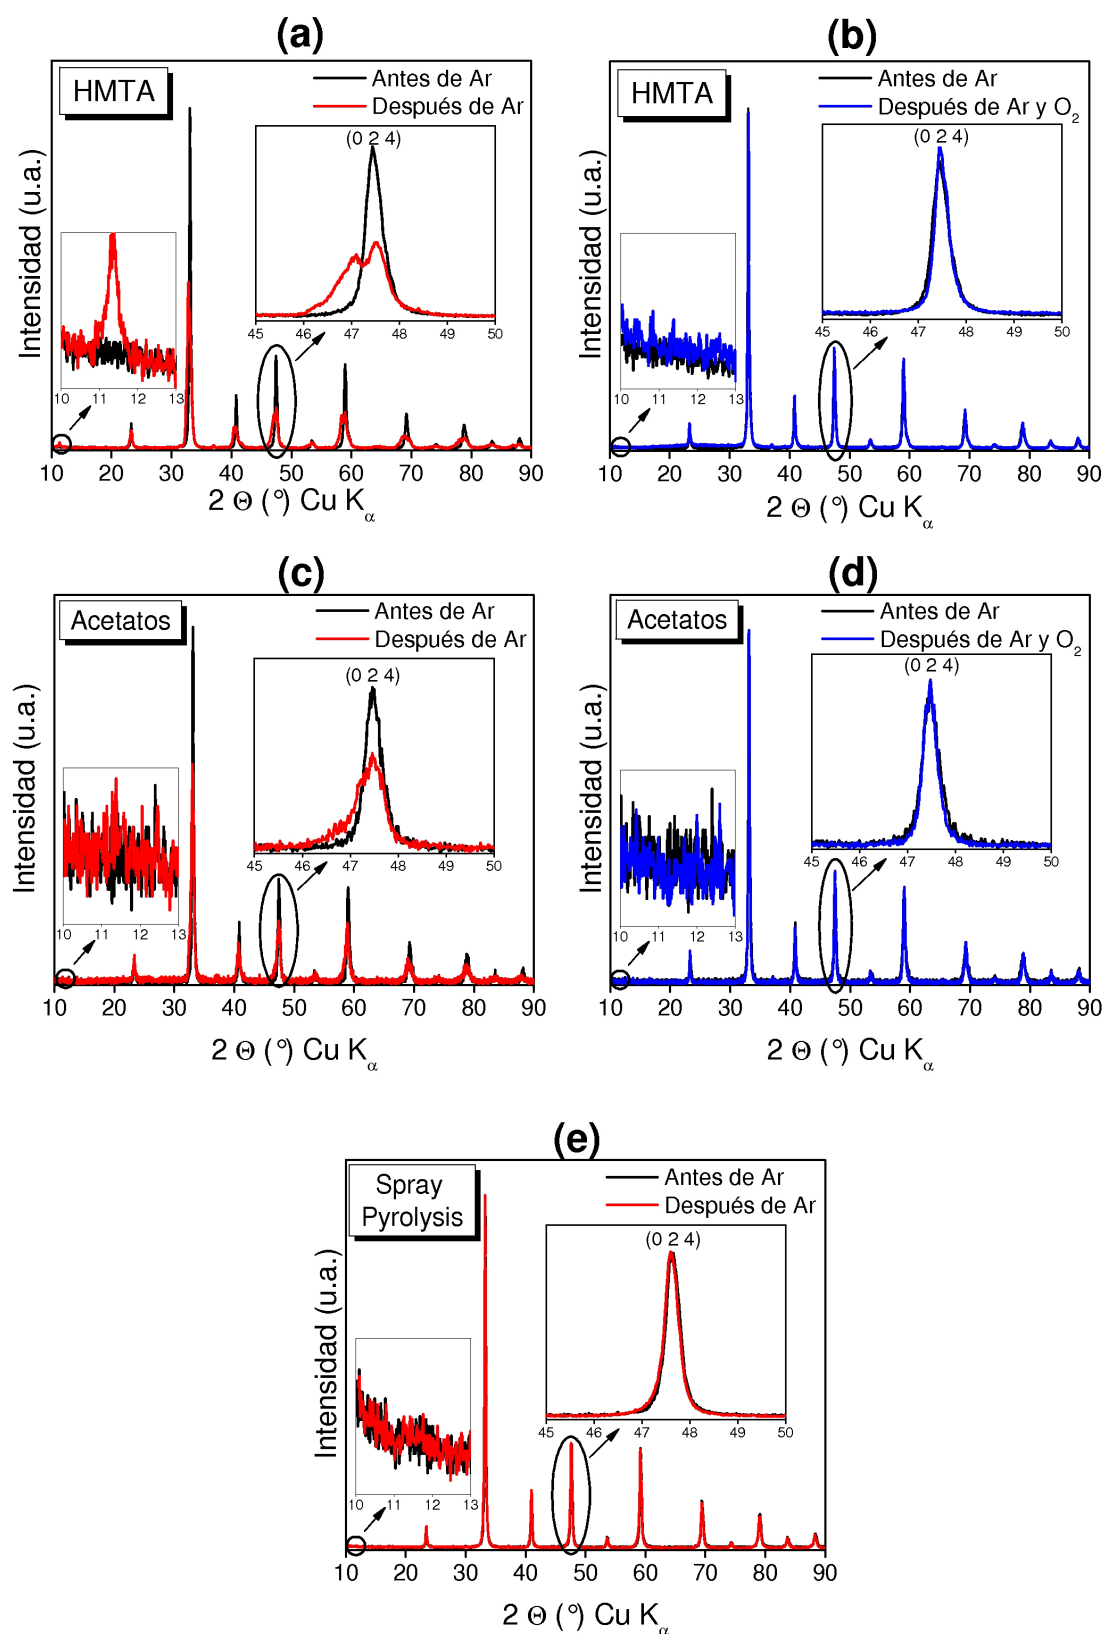 (a)
HMTA
Antes de Ar
Después de Ar
(0 2 4)
45 46 47 48 49 50
10 11 12 13
Intensidad (u.a.)
10 20 30 40 50 60 70 80 90
2 Θ (°) Cu Kα
(b)
HMTA
Antes de Ar
Después de Ar y O2
(0 2 4)
45 46 47 48 49 50
10 11 12 13
Intensidad (u.a.)
10 20 30 40 50 60 70 80 90
2 Θ (°) Cu Kα
(c)
Acetatos
Antes de Ar
Después de Ar
(0 2 4)
45 46 47 48 49 50
10 11 12 13
Intensidad (u.a.)
10 20 30 40 50 60 70 80 90
2 Θ (°) Cu Kα
(d)
Acetatos
Antes de Ar
Después de Ar y O2
(0 2 4)
45 46 47 48 49 50
10 11 12 13
Intensidad (u.a.)
10 20 30 40 50 60 70 80 90
2 Θ (°) Cu Kα
(e)
Spray
Pyrolysis
Antes de Ar
Después de Ar
(0 2 4)
45 46 47 48 49 50
10 11 12 13
Intensidad (u.a.)
10 20 30 40 50 60 70 80 90
2 Θ (°) Cu Kα